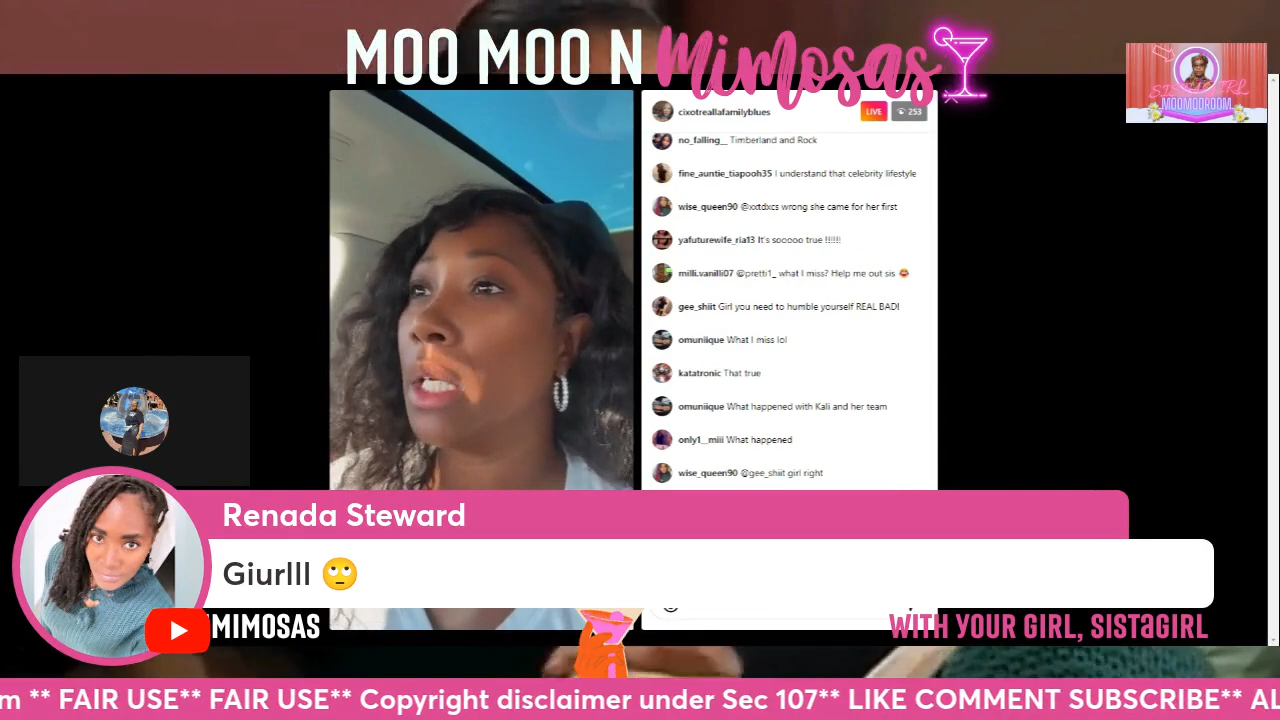 MOO MOO N Mimosas
SISTAGIRL
MOOMOOROOM
cixotreallafamilyblues
LIVE
253
no_falling__ Timberland and Rock
fine_auntie_tiapooh35 I understand that celebrity lifestyle
wise_queen90 @xxtdxcs wrong she came for her first
yafuturewife_ria13 It's sooooo true !!!!!!
milli.vanilli07 @pretti1_ what I miss? Help me out sis 😂
gee_shiit Girl you need to humble yourself REAL BAD!
omuniique What I miss lol
katatronic That true
omuniique What happened with Kali and her team
only1__miii What happened
wise_queen90 @gee_shiit girl right
Renada Steward
Giurlll 🙄
MIMOSAS
WITH YOUR GIRL, SISTaGIRL
m ** FAIR USE** FAIR USE** Copyright disclaimer under Sec 107** LIKE COMMENT SUBSCRIBE** AL